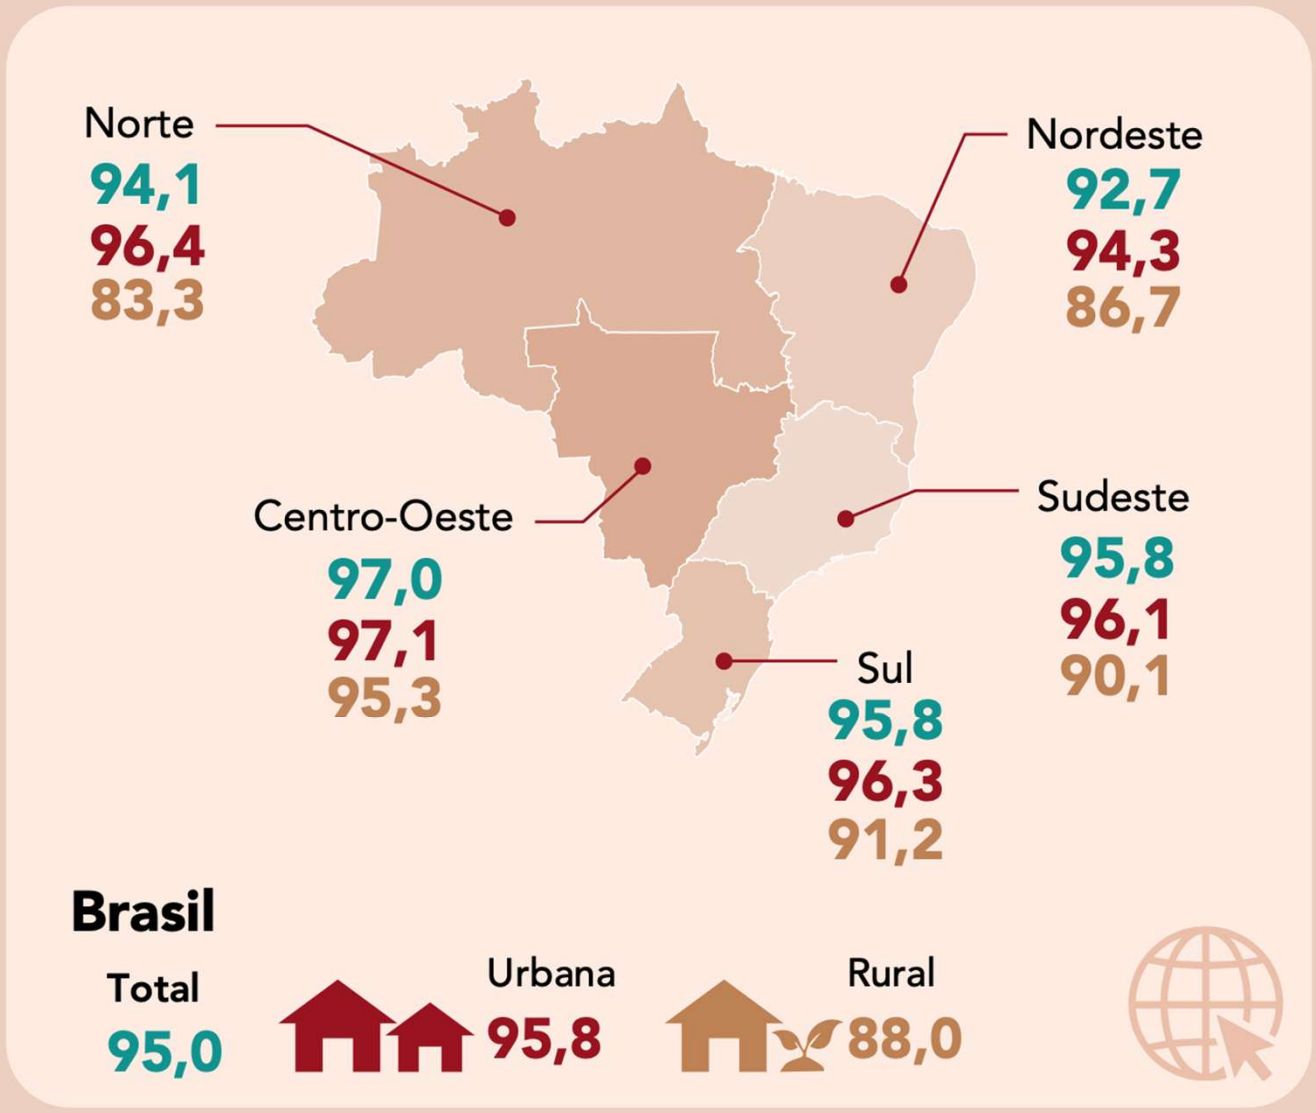 Norte
94,1
96,4
83,3
Nordeste
92,7
94,3
86,7
Centro-Oeste
97,0
97,1
95,3
Sudeste
95,8
96,1
90,1
Sul
95,8
96,3
91,2
Brasil
Total
95,0
Urbana
95,8
Rural
88,0